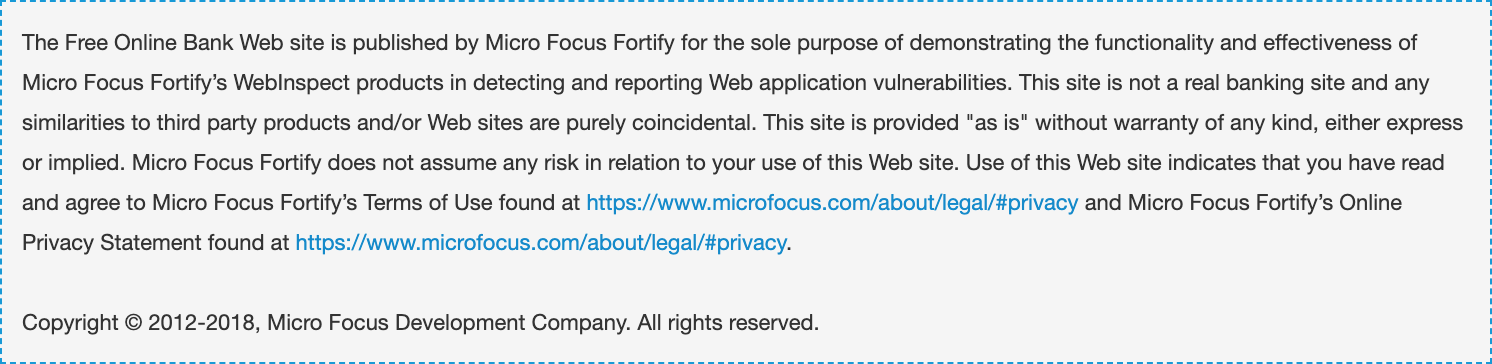 The Free Online Bank Web site is published by Micro Focus Fortify for the sole purpose of demonstrating the functionality and effectiveness of
Micro Focus Fortify’s WebInspect products in detecting and reporting Web application vulnerabilities. This site is not a real banking site and any
similarities to third party products and/or Web sites are purely coincidental. This site is provided "as is" without warranty of any kind, either express
or implied. Micro Focus Fortify does not assume any risk in relation to your use of this Web site. Use of this Web site indicates that you have read
and agree to Micro Focus Fortify’s Terms of Use found at https://www.microfocus.com/about/legal/#privacy and Micro Focus Fortify’s Online
Privacy Statement found at https://www.microfocus.com/about/legal/#privacy.
Copyright © 2012-2018, Micro Focus Development Company. All rights reserved.